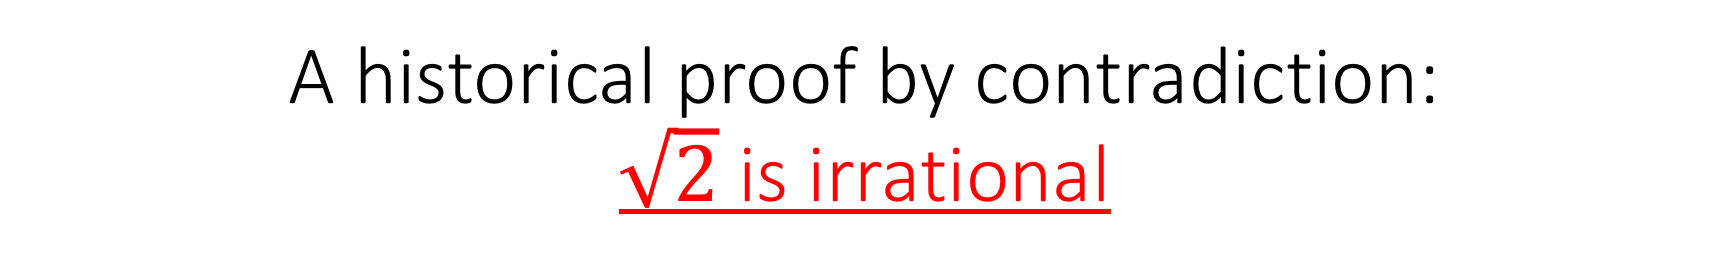 A historical proof by contradiction:
√2 is irrational